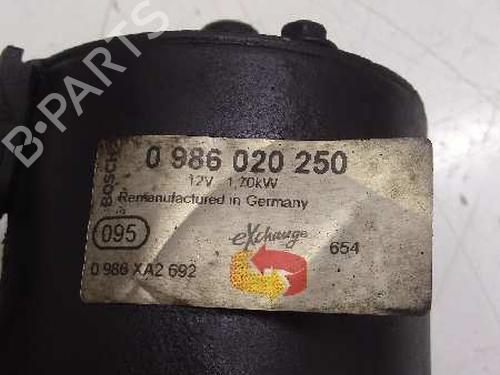 B-PARTS
BOSCH
0 986 020 250
12V 1,70kW
Remanufactured in Germany
095
eXchange
654
0 986 XA2 692